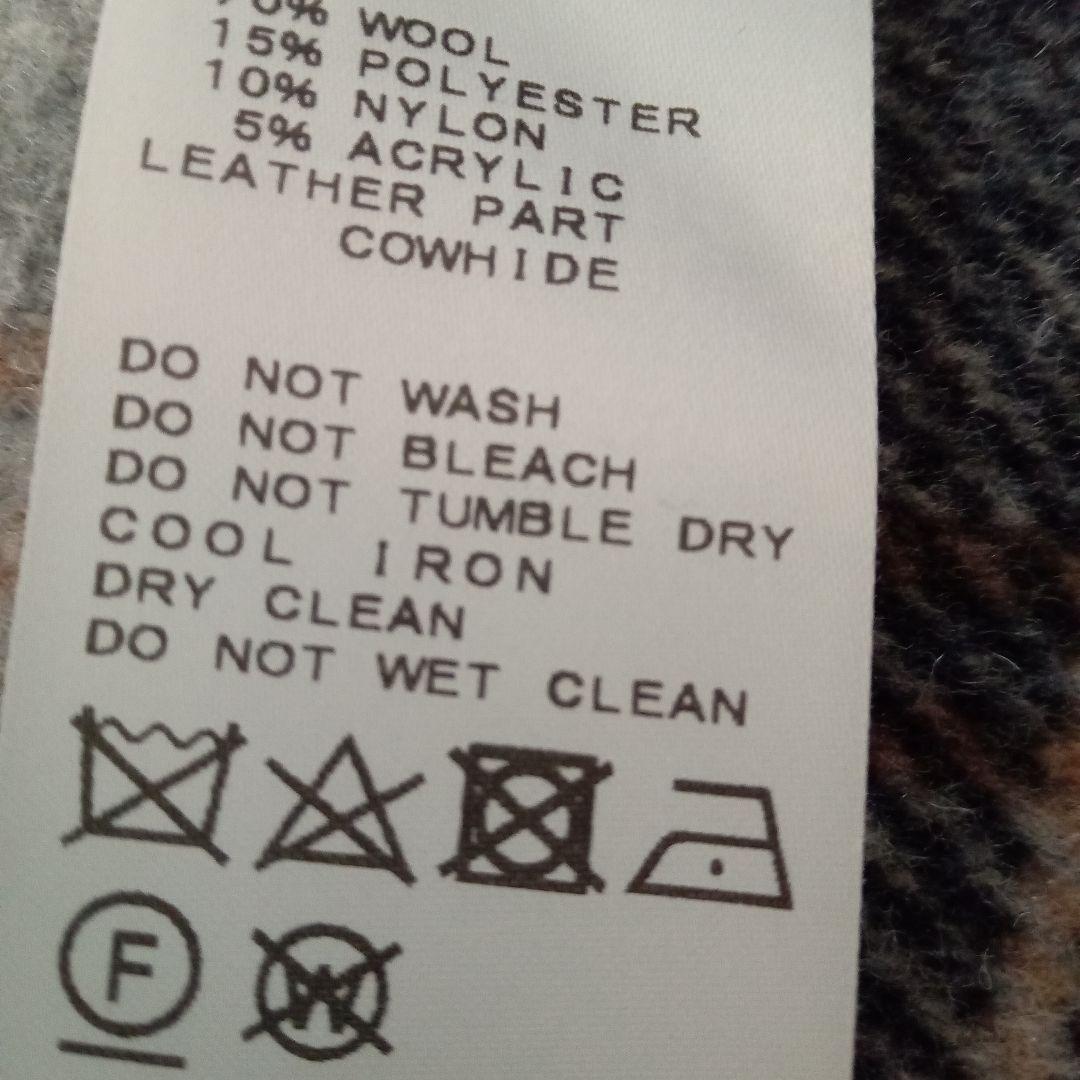 WOOL
15% POLYESTER
10% NYLON
5% ACRYLIC
LEATHER PART
COWHIDE
DO NOT WASH
DO NOT BLEACH
DO NOT TUMBLE DRY
COOL IRON
DRY CLEAN
DO NOT WET CLEAN
F W